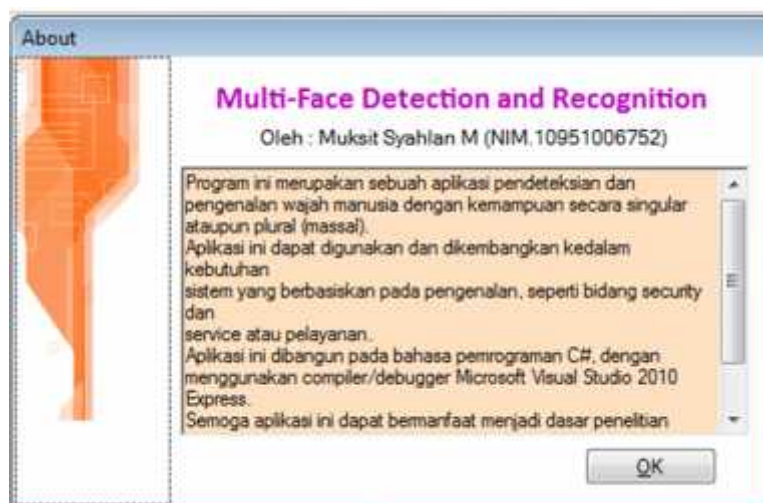 About
Multi-Face Detection and Recognition
Oleh : Muksit Syahlan M (NIM.10951006752)
Program ini merupakan sebuah aplikasi pendeteksian dan
pengenalan wajah manusia dengan kemampuan secara singular
ataupun plural (massal).
Aplikasi ini dapat digunakan dan dikembangkan kedalam
kebutuhan
sistem yang berbasiskan pada pengenalan, seperti bidang security
dan
service atau pelayanan.
Aplikasi ini dibangun pada bahasa pemrograman C#, dengan
menggunakan compiler/debugger Microsoft Visual Studio 2010
Express.
Semoga aplikasi ini dapat bermanfaat menjadi dasar penelitian
OK